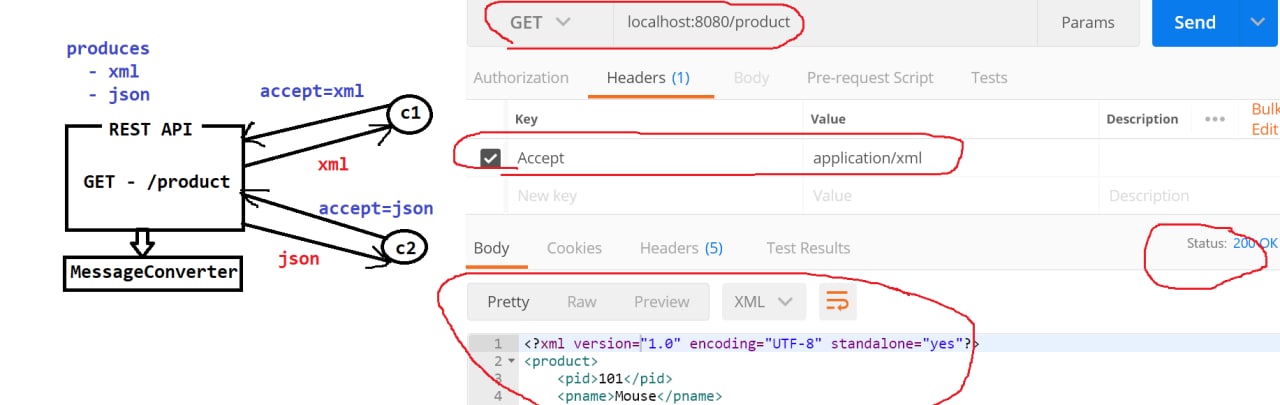 produces
- xml
- json
accept=xml
c1
REST API
xml
GET - /product
accept=json
c2
json
MessageConverter
GET
localhost:8080/product
Params
Send
Authorization
Headers (1)
Body
Pre-request Script
Tests
Key
Value
Description
•••
Bulk
Edit
Accept
application/xml
New key
Value
Description
Body
Cookies
Headers (5)
Test Results
Status: 200 OK
Pretty
Raw
Preview
XML
1 <?xml version="1.0" encoding="UTF-8" standalone="yes"?>
2 <product>
3 <pid>101</pid>
4 <pname>Mouse</pname>